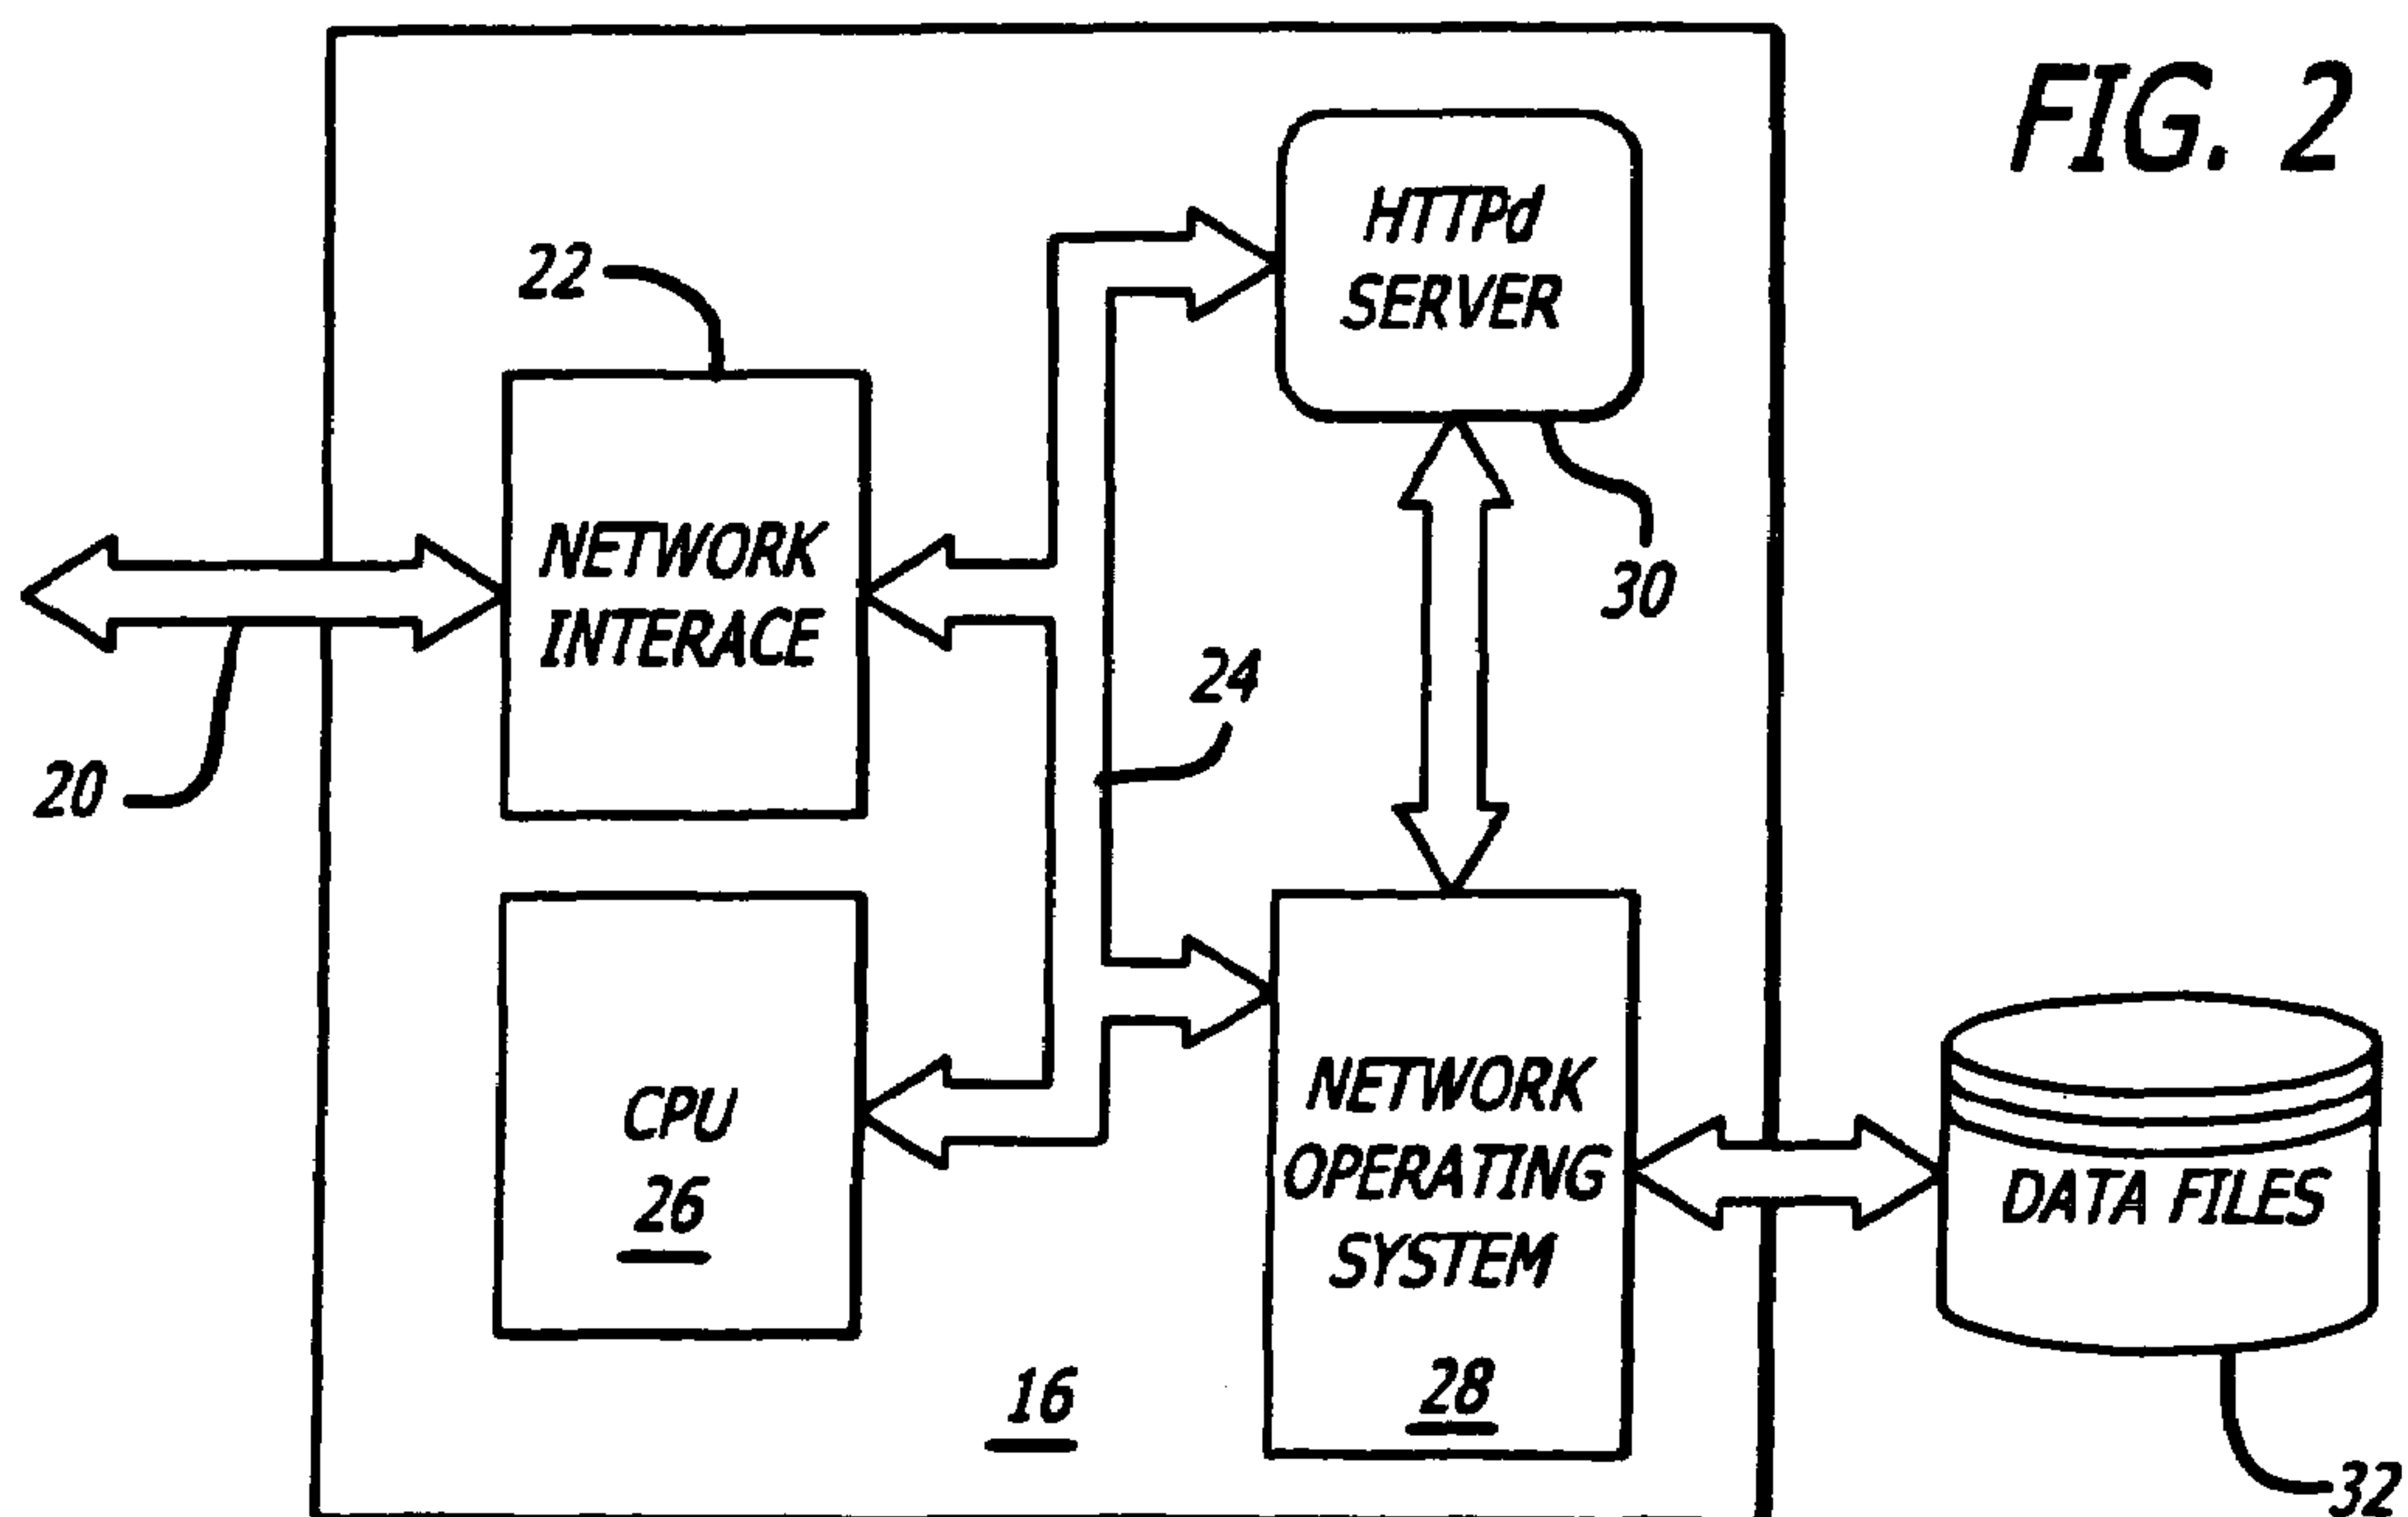 FIG. 2
HTTPd
SERVER
22
NETWORK
INTERACE
30
24
20
CPU
26
NETWORK
OPERATING
SYSTEM
28
DATA FILES
16
32